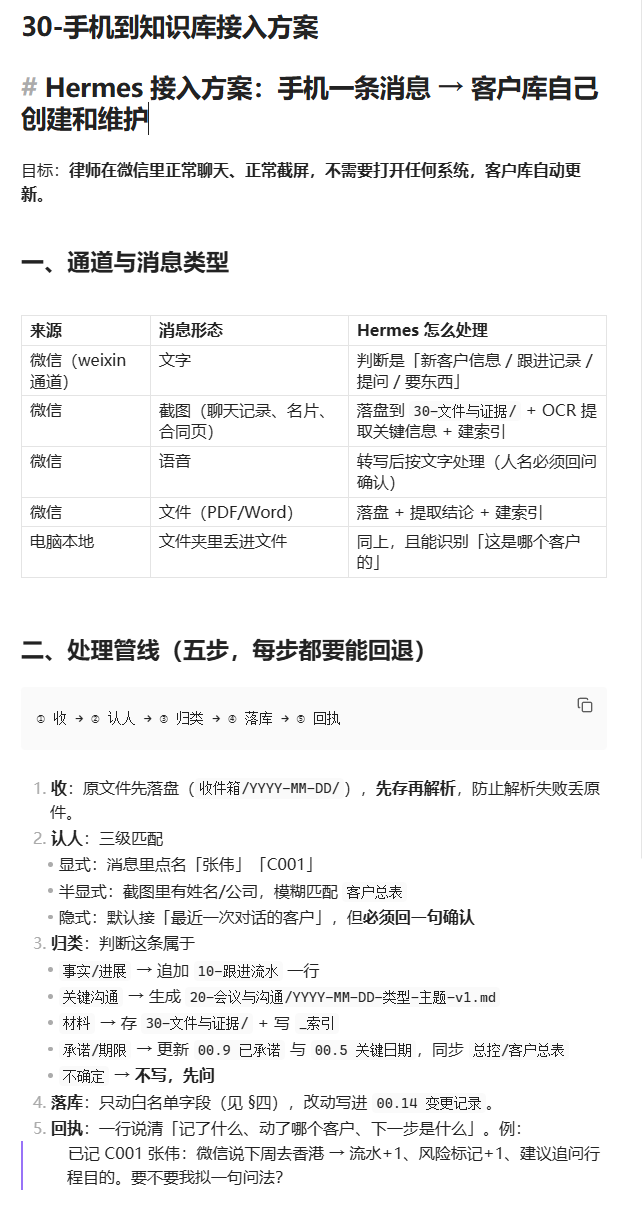 30-手机到知识库接入方案
# Hermes 接入方案：手机一条消息 → 客户库自己
创建和维护
目标：律师在微信里正常聊天、正常截屏，不需要打开任何系统，客户库自动更
新。
一、通道与消息类型
来源 消息形态 Hermes 怎么处理
微信（weixin 文字 判断是「新客户信息 / 跟进记录 /
通道） 提问 / 要东西」
微信 截图（聊天记录、名片、 落盘到 30-文件与证据/ + OCR 提
合同页） 取关键信息 + 建索引
微信 语音 转写后按文字处理（人名必须回问
确认）
微信 文件（PDF/Word） 落盘 + 提取结论 + 建索引
电脑本地 文件夹里丢进文件 同上，且能识别「这是哪个客户
的」
二、处理管线（五步，每步都要能回退）
① 收 → ② 认人 → ③ 归类 → ④ 落库 → ⑤ 回执
1. 收：原文件先落盘（ 收件箱/YYYY-MM-DD/ ），先存再解析，防止解析失败丢原
件。
2. 认人：三级匹配
• 显式：消息里点名「张伟」「C001」
• 半显式：截图里有姓名/公司，模糊匹配 客户总表
• 隐式：默认接「最近一次对话的客户」，但必须回一句确认
3. 归类：判断这条属于
• 事实/进展 → 追加 10-跟进流水 一行
• 关键沟通 → 生成 20-会议与沟通/YYYY-MM-DD-类型-主题-v1.md
• 材料 → 存 30-文件与证据/ + 写 _索引
• 承诺/期限 → 更新 00.9 已承诺 与 00.5 关键日期 ，同步 总控/客户总表
• 不确定 → 不写，先问
4. 落库：只动白名单字段（见 §四），改动写进 00.14 变更记录 。
5. 回执：一行说清「记了什么、动了哪个客户、下一步是什么」。例：
已记 C001 张伟：微信说下周去香港 → 流水+1、风险标记+1、建议追问行
程目的。要不要我拟一句问法？